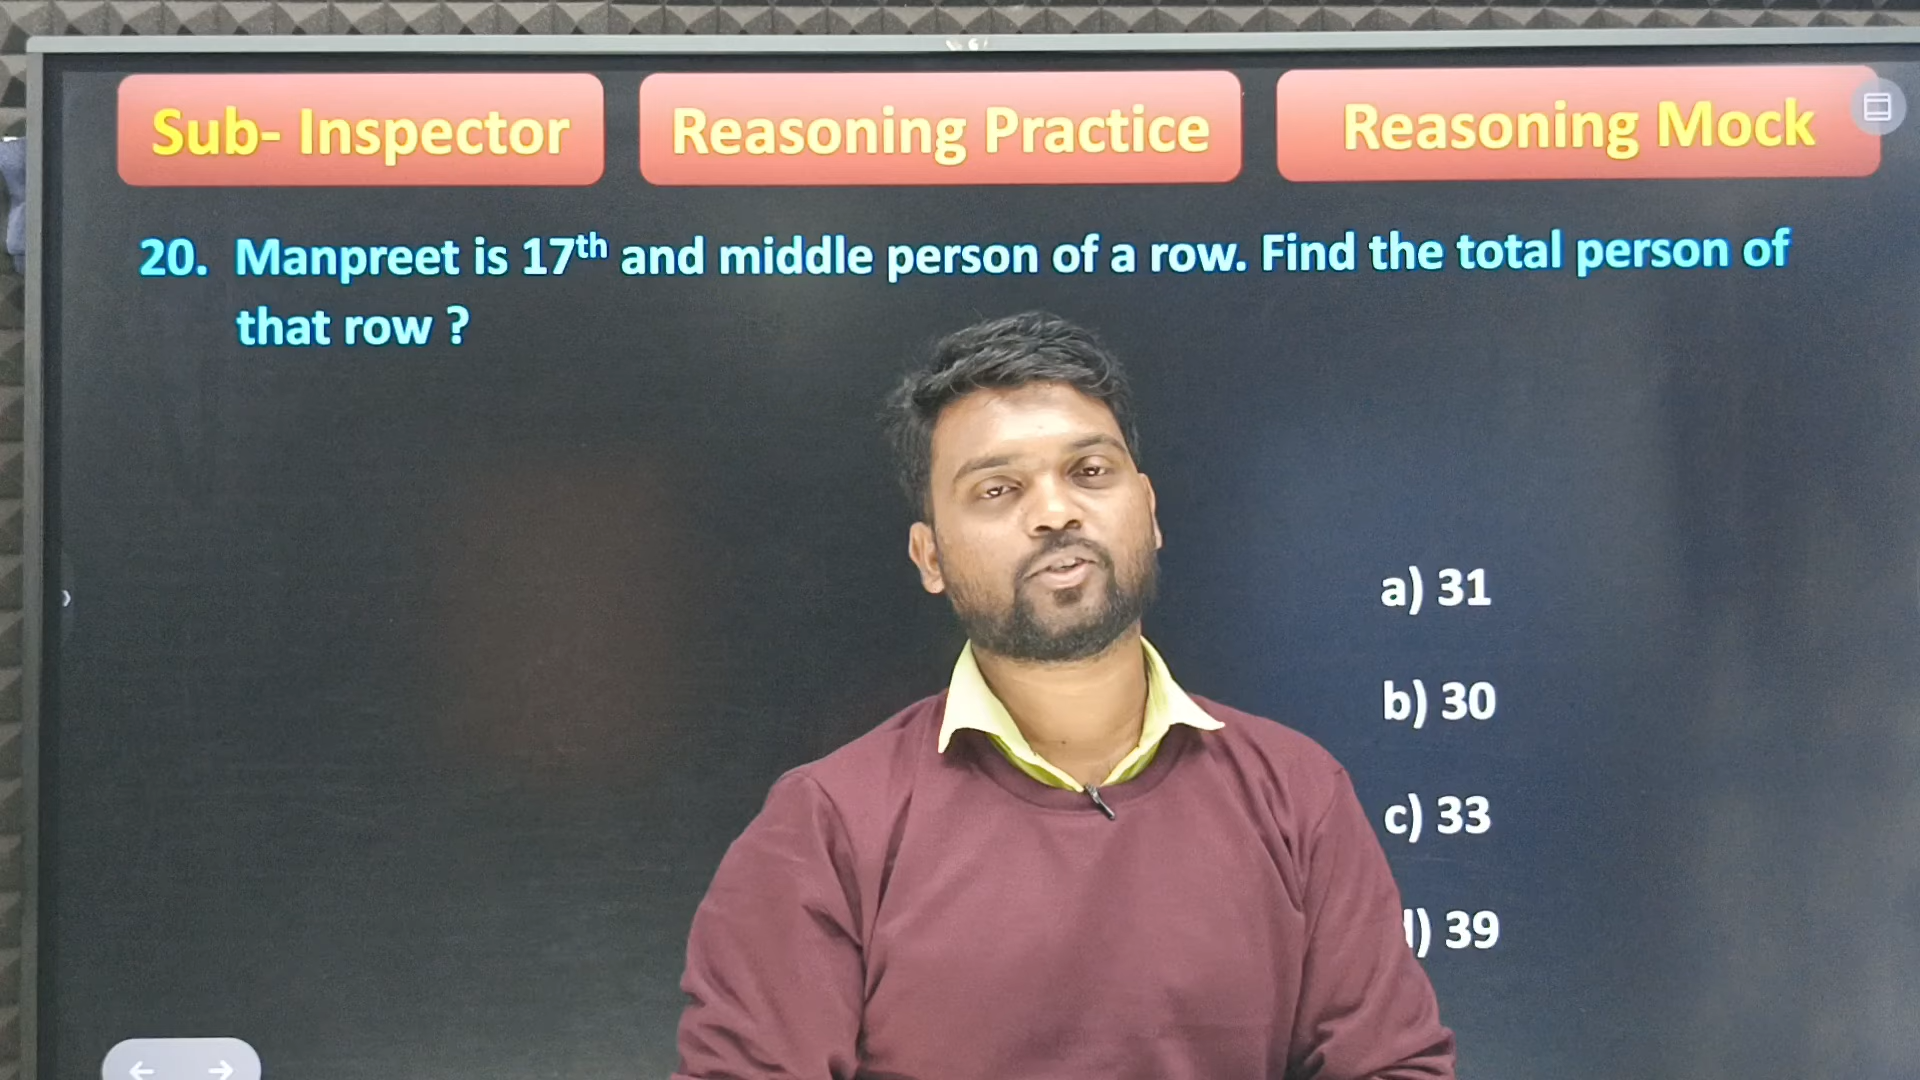 Sub- Inspector
Reasoning Practice
Reasoning Mock
20. Manpreet is 17th and middle person of a row. Find the total person of
that row ?
a) 31
b) 30
c) 33
d) 39